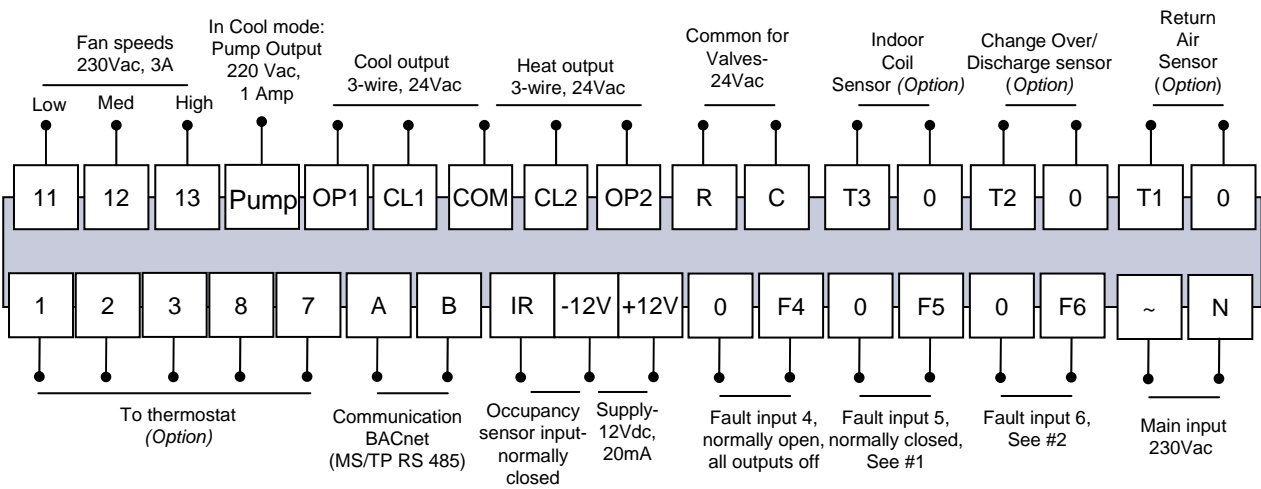 Fan speeds
230Vac, 3A
Low
Med
High
In Cool mode:
Pump Output
220 Vac,
1 Amp
Cool output
3-wire, 24Vac
Heat output
3-wire, 24Vac
Common for
Valves-
24Vac
Indoor
Coil
Sensor (Option)
Change Over/
Discharge sensor
(Option)
Return
Air
Sensor
(Option)
11 12 13 Pump OP1 CL1 COM CL2 OP2 R C T3 0 T2 0 T1 0
1 2 3 8 7 A B IR -12V +12V 0 F4 0 F5 0 F6 ~ N
To thermostat
(Option)
Communication
BACnet
(MS/TP RS 485)
Occupancy
sensor input-
normally
closed
Supply-
12Vdc,
20mA
Fault input 4,
normally open,
all outputs off
Fault input 5,
normally closed,
See #1
Fault input 6,
See #2
Main input
230Vac